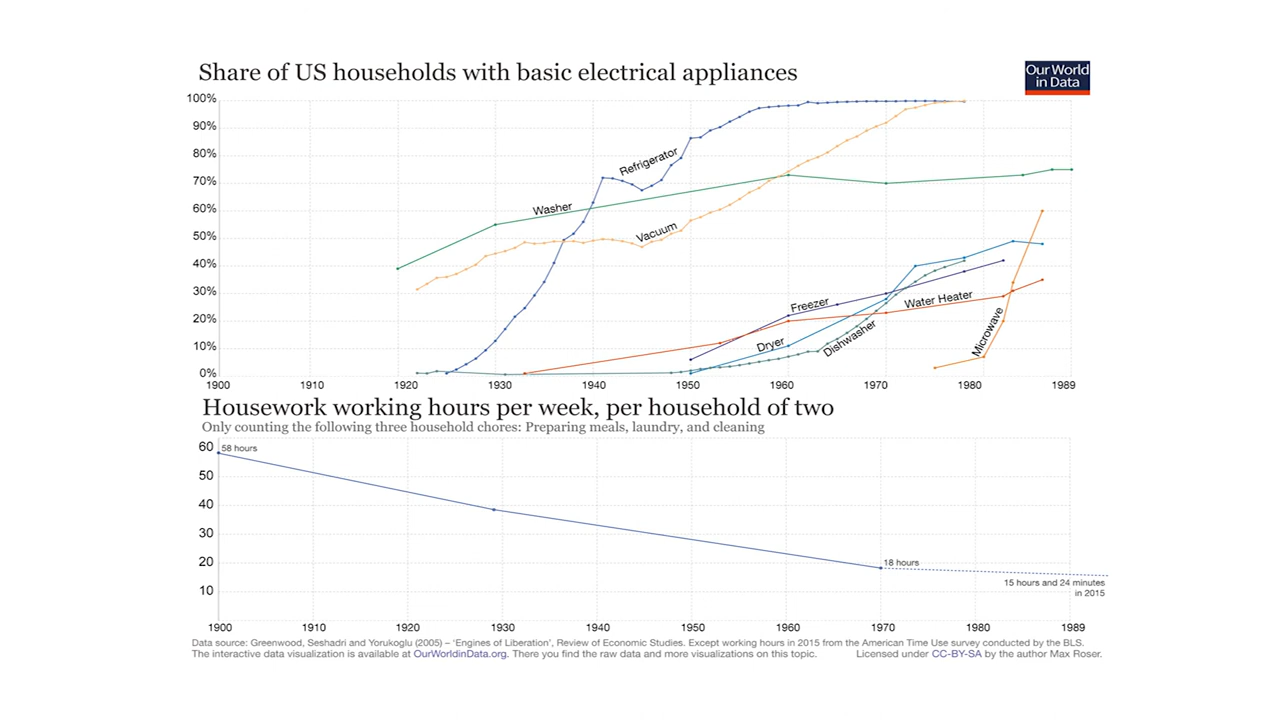 Share of US households with basic electrical appliances
Our World
in Data
100%
90%
80%
70%
60%
50%
40%
30%
20%
10%
0%
Refrigerator
Washer
Vacuum
Freezer
Water Heater
Dryer
Dishwasher
Microwave
1900 1910 1920 1930 1940 1950 1960 1970 1980 1989
Housework working hours per week, per household of two
Only counting the following three household chores: Preparing meals, laundry, and cleaning
60
50
40
30
20
10
58 hours
18 hours
15 hours and 24 minutes
in 2015
1900 1910 1920 1930 1940 1950 1960 1970 1980 1989
Data source: Greenwood, Seshadri and Yorukoglu (2005) – ‘Engines of Liberation’, Review of Economic Studies. Except working hours in 2015 from the American Time Use survey conducted by the BLS.
The interactive data visualization is available at OurWorldinData.org. There you find the raw data and more visualizations on this topic. Licensed under CC-BY-SA by the author Max Roser.